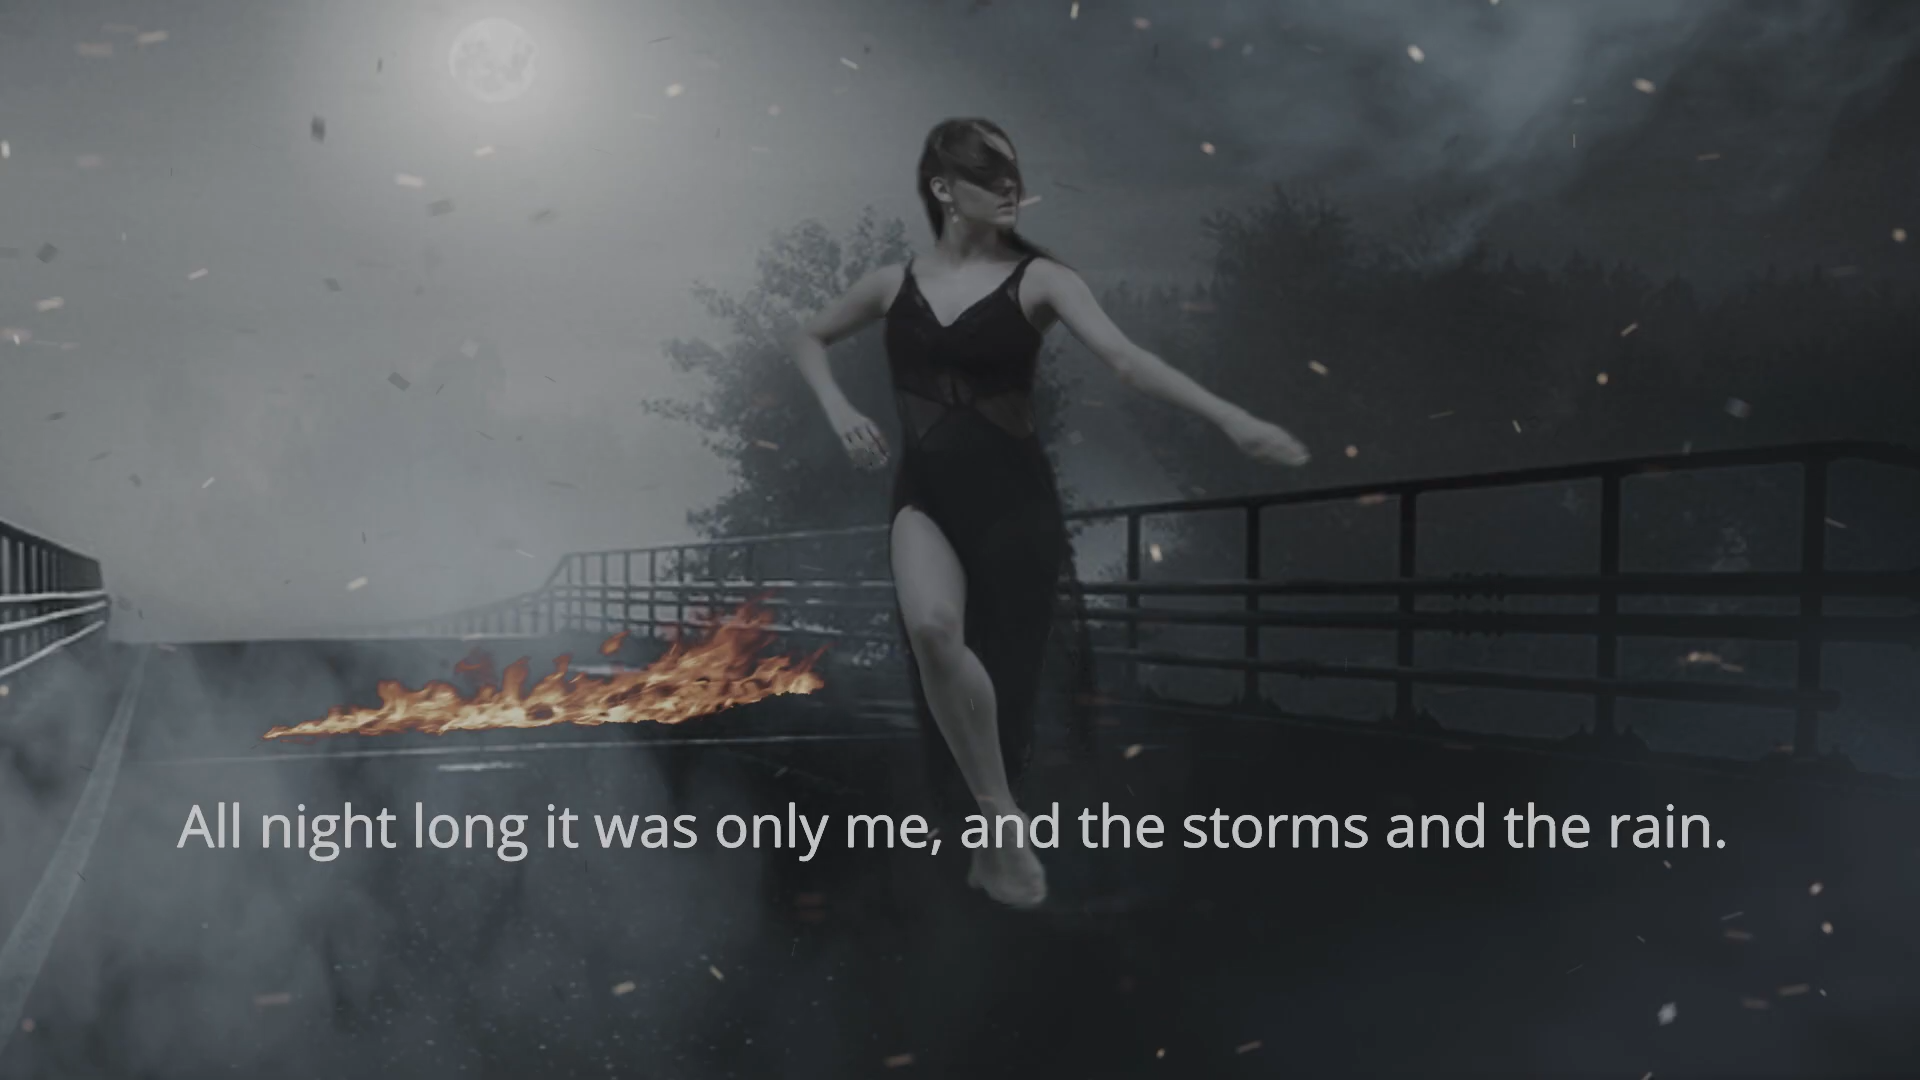 All night long it was only me, and the storms and the rain.